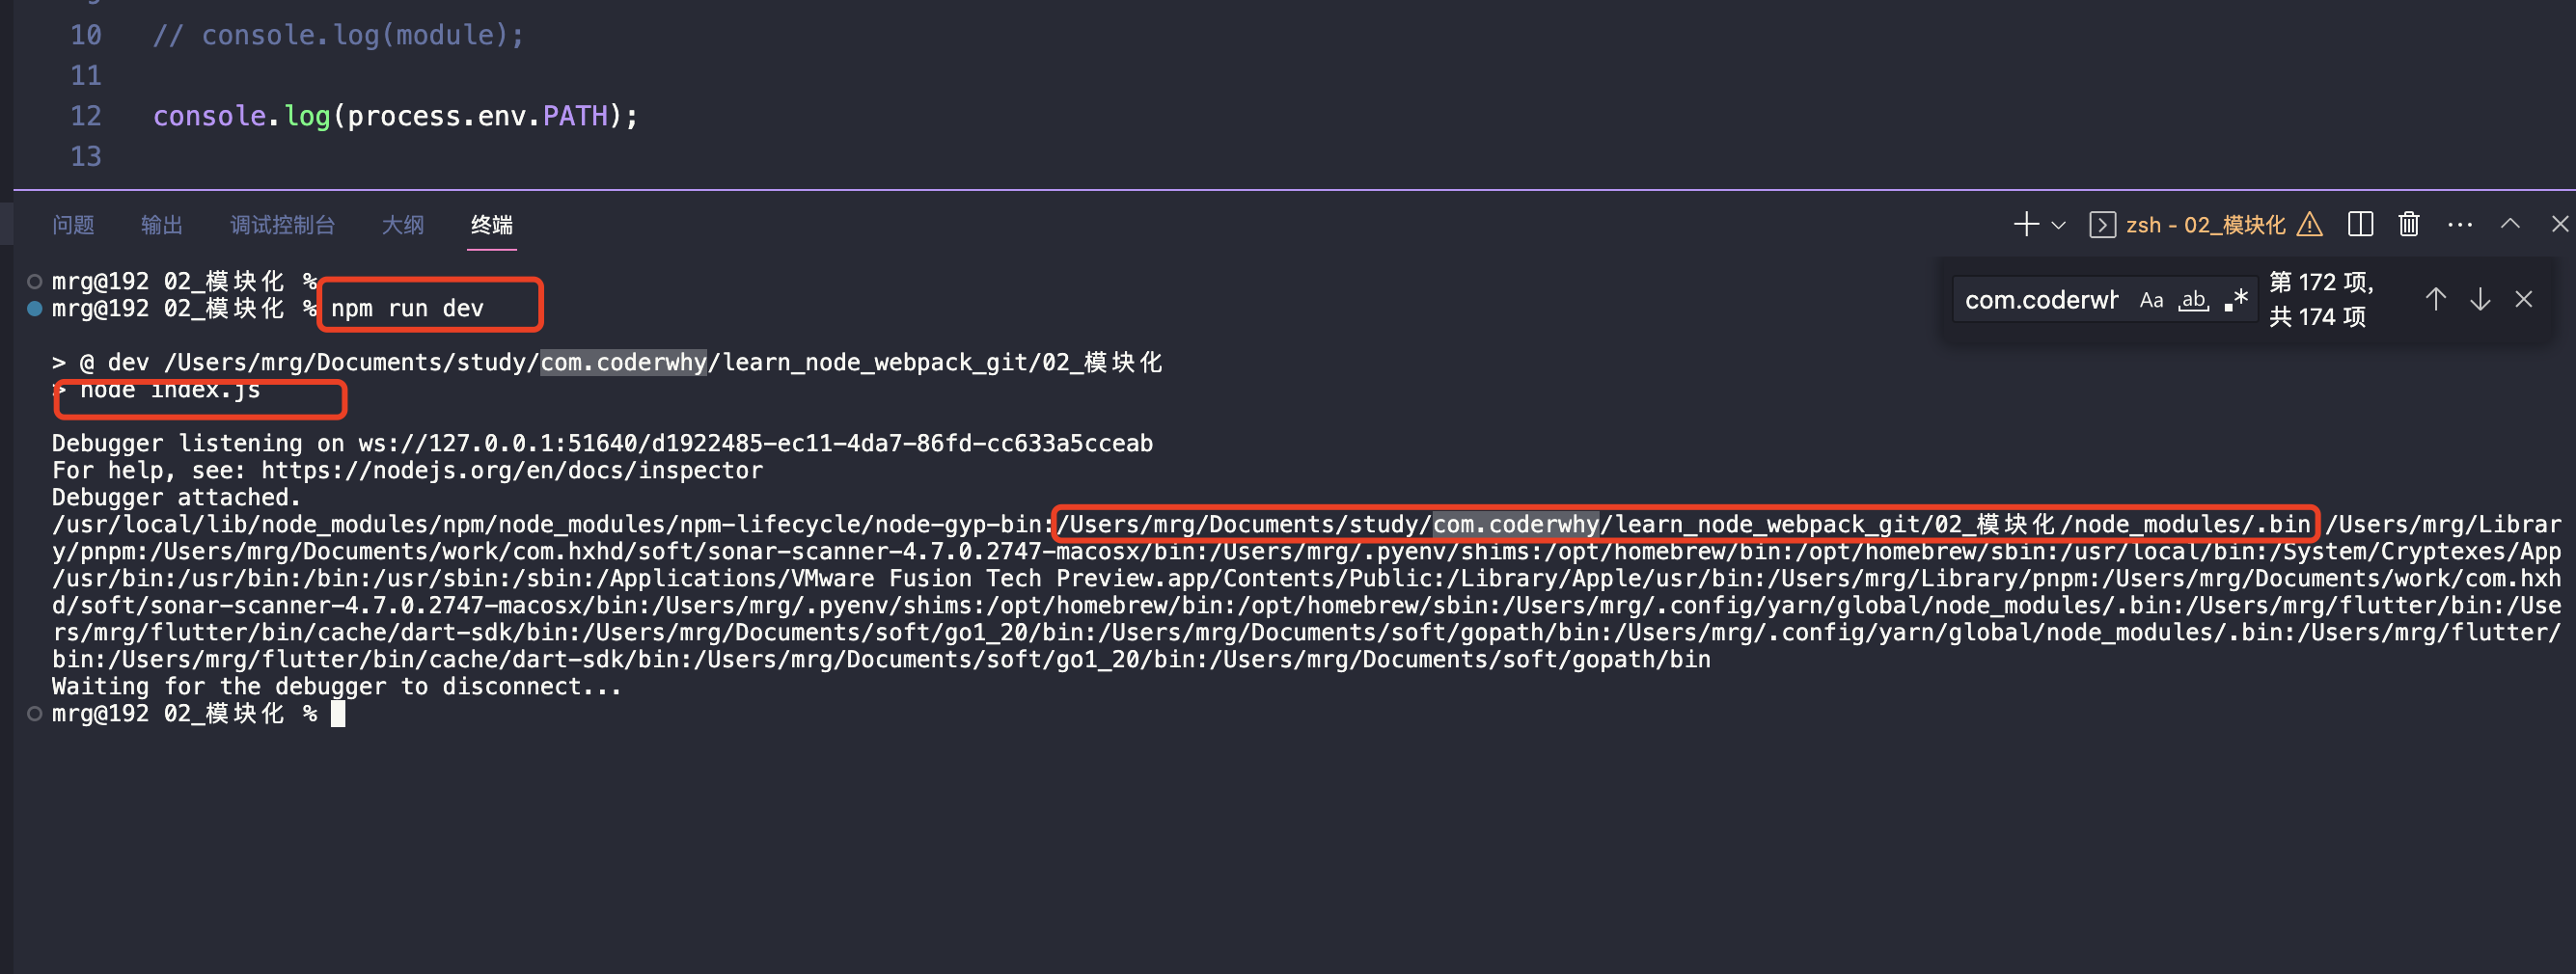 10 // console.log(module);
11
12 console.log(process.env.PATH);
13
问题 输出 调试控制台 大纲 终端
zsh - 02_模块化
mrg@192 02_模块化 %
mrg@192 02_模块化 % npm run dev
com.coderwh Aa ab .*
第 172 项,
共 174 项
> @ dev /Users/mrg/Documents/study/com.coderwhy/learn_node_webpack_git/02_模块化
> node index.js
Debugger listening on ws://127.0.0.1:51640/d1922485-ec11-4da7-86fd-cc633a5cceab
For help, see: https://nodejs.org/en/docs/inspector
Debugger attached.
/usr/local/lib/node_modules/npm/node_modules/npm-lifecycle/node-gyp-bin:/Users/mrg/Documents/study/com.coderwhy/learn_node_webpack_git/02_模块化/node_modules/.bin /Users/mrg/Librar
y/pnpm:/Users/mrg/Documents/work/com.hxhd/soft/sonar-scanner-4.7.0.2747-macosx/bin:/Users/mrg/.pyenv/shims:/opt/homebrew/bin:/opt/homebrew/sbin:/usr/local/bin:/System/Cryptexes/App
/usr/bin:/usr/bin:/bin:/usr/sbin:/sbin:/Applications/VMware Fusion Tech Preview.app/Contents/Public:/Library/Apple/usr/bin:/Users/mrg/Library/pnpm:/Users/mrg/Documents/work/com.hxh
d/soft/sonar-scanner-4.7.0.2747-macosx/bin:/Users/mrg/.pyenv/shims:/opt/homebrew/bin:/opt/homebrew/sbin:/Users/mrg/.config/yarn/global/node_modules/.bin:/Users/mrg/flutter/bin:/Use
rs/mrg/flutter/bin/cache/dart-sdk/bin:/Users/mrg/Documents/soft/go1_20/bin:/Users/mrg/Documents/soft/gopath/bin:/Users/mrg/.config/yarn/global/node_modules/.bin:/Users/mrg/flutter/
bin:/Users/mrg/flutter/bin/cache/dart-sdk/bin:/Users/mrg/Documents/soft/go1_20/bin:/Users/mrg/Documents/soft/gopath/bin
Waiting for the debugger to disconnect...
mrg@192 02_模块化 %